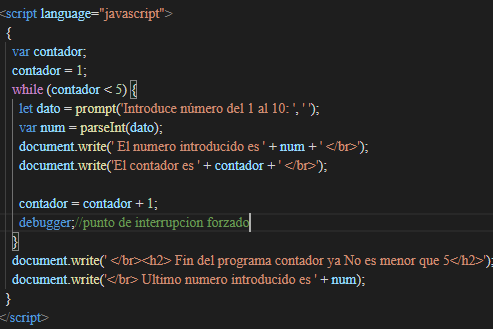 <script language="javascript">
{
var contador;
contador = 1;
while (contador < 5) {
let dato = prompt('Introduce número del 1 al 10: ', ' ');
var num = parseInt(dato);
document.write(' El numero introducido es ' + num + ' </br>');
document.write('El contador es ' + contador + ' </br>');
contador = contador + 1;
debugger;//punto de interrupcion forzado
}
document.write(' </br><h2> Fin del programa contador ya No es menor que 5</h2>');
document.write('</br> Ultimo numero introducido es ' + num);
}
</script>